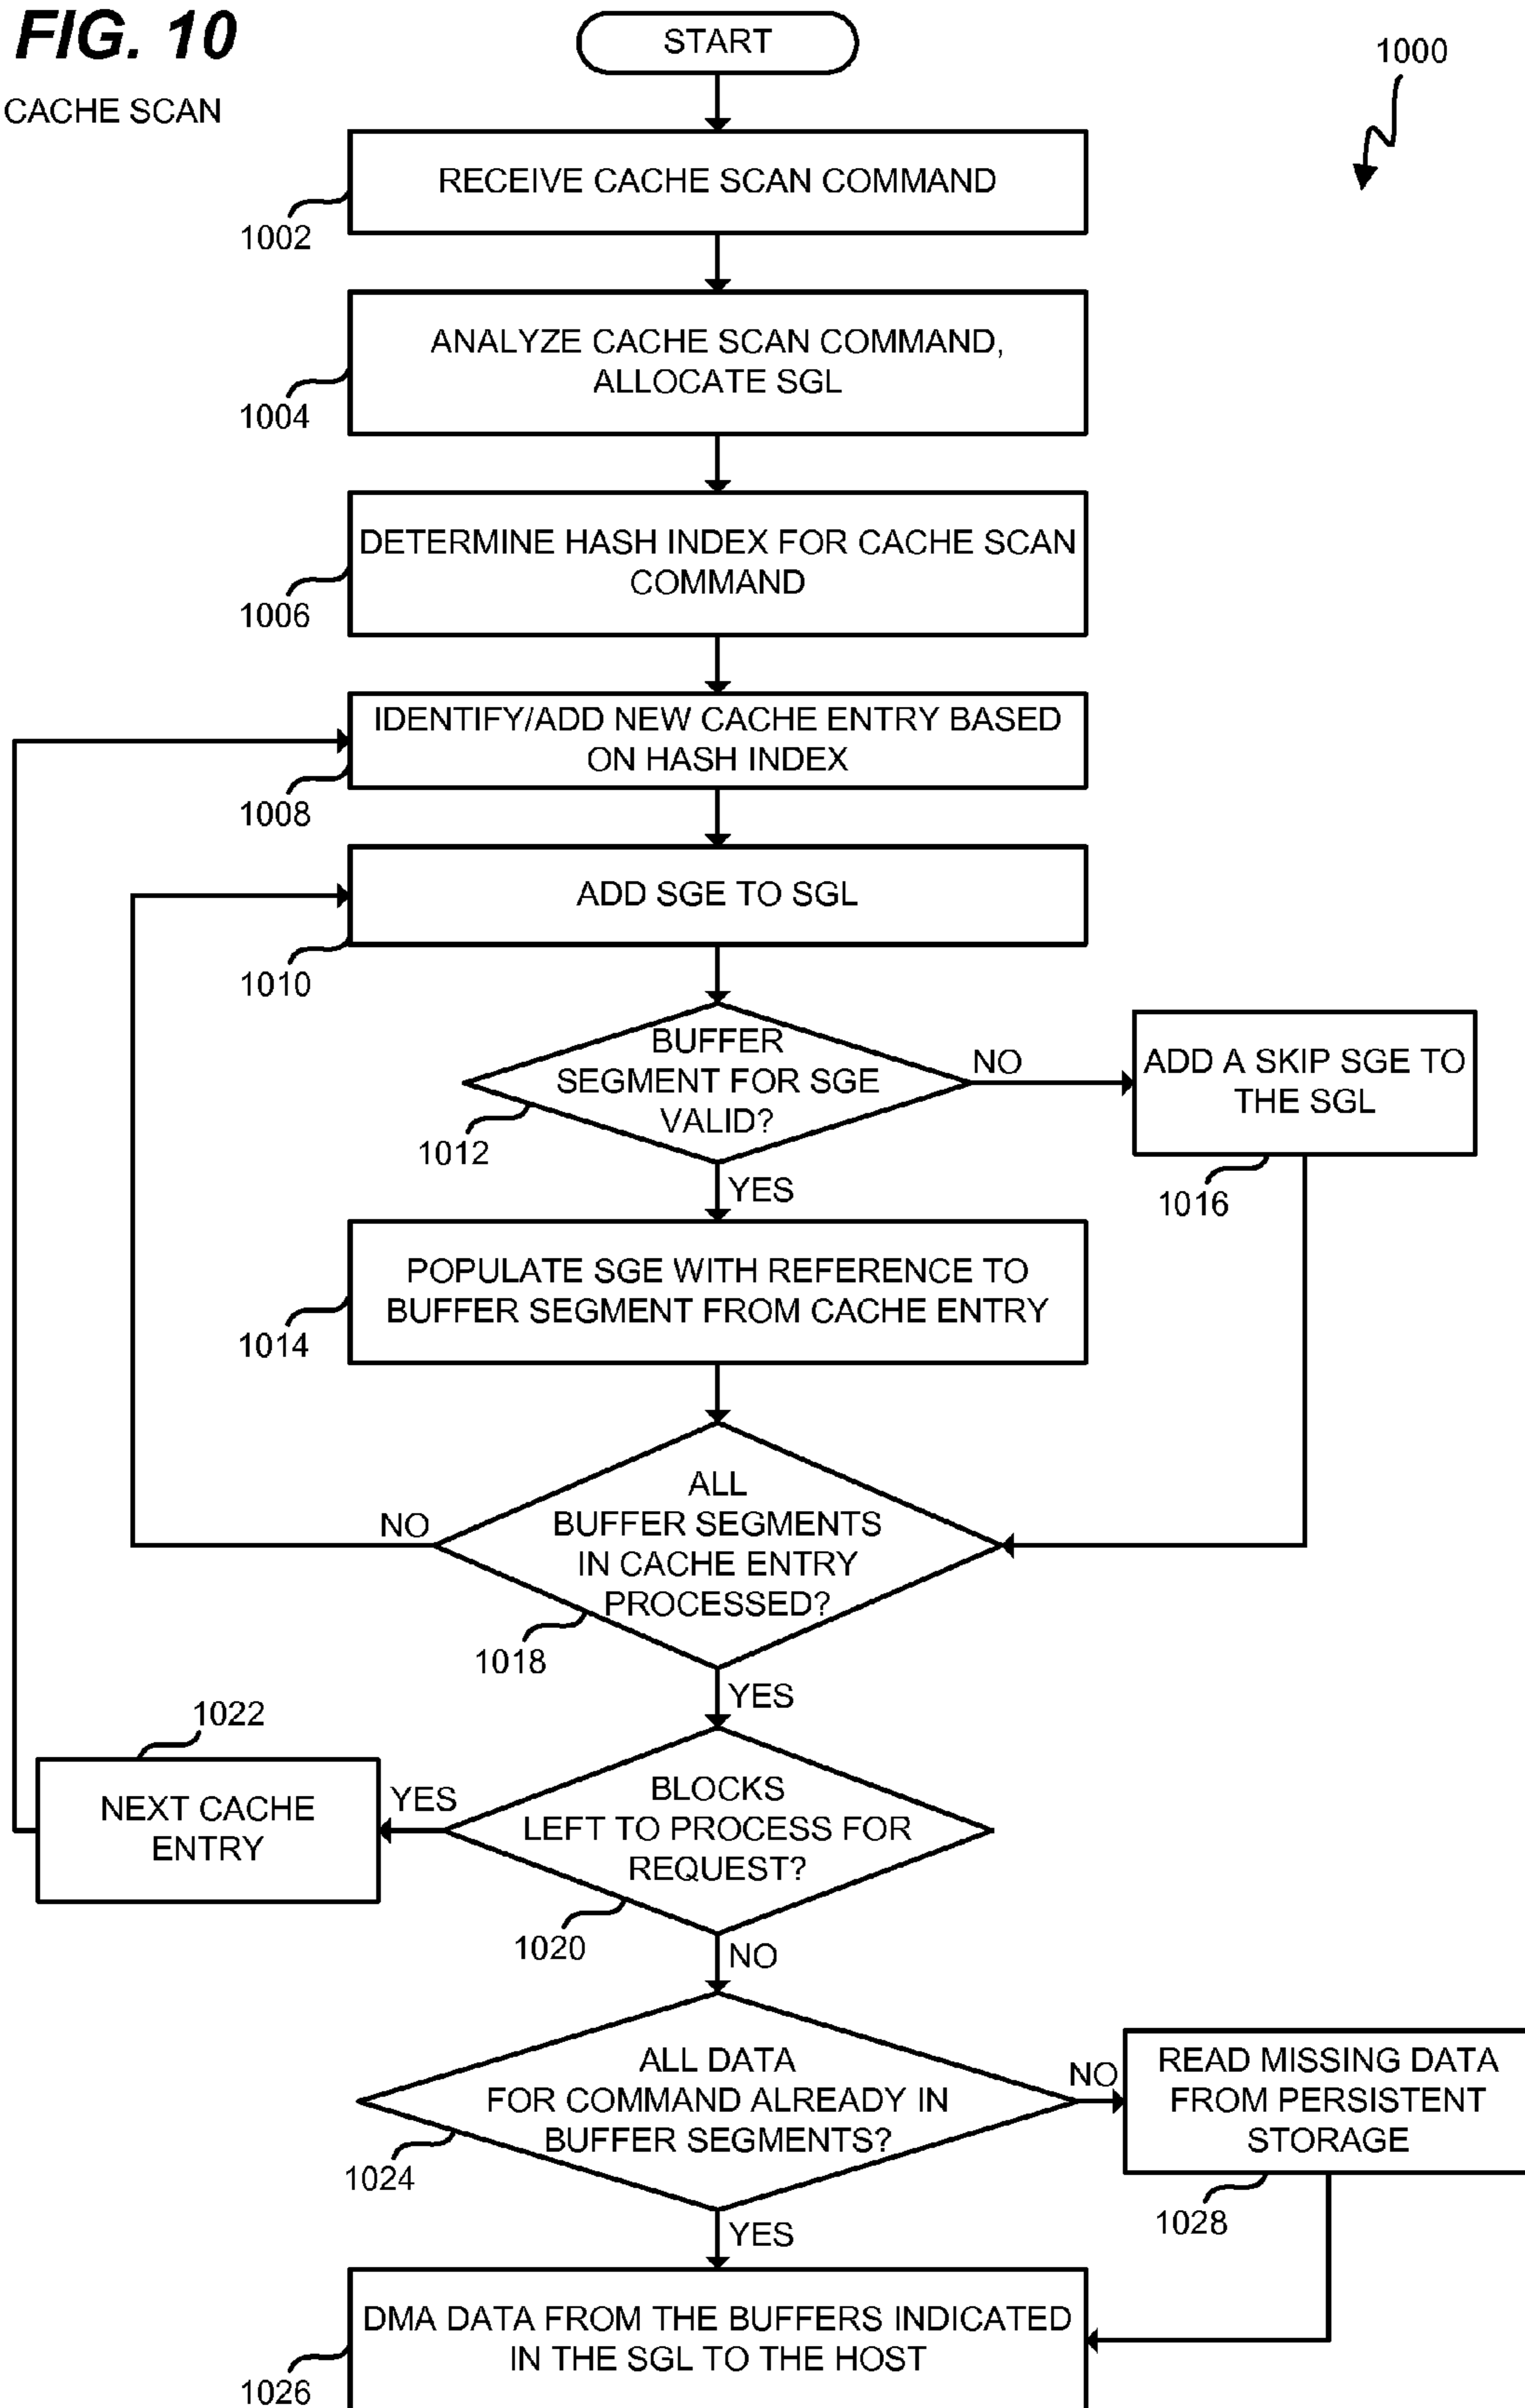 FIG. 10
CACHE SCAN
START
1000
RECEIVE CACHE SCAN COMMAND
1002
ANALYZE CACHE SCAN COMMAND,
ALLOCATE SGL
1004
DETERMINE HASH INDEX FOR CACHE SCAN
COMMAND
1006
IDENTIFY/ADD NEW CACHE ENTRY BASED
ON HASH INDEX
1008
ADD SGE TO SGL
1010
BUFFER
SEGMENT FOR SGE
VALID?
1012
NO
ADD A SKIP SGE TO
THE SGL
1016
YES
POPULATE SGE WITH REFERENCE TO
BUFFER SEGMENT FROM CACHE ENTRY
1014
ALL
BUFFER SEGMENTS
IN CACHE ENTRY
PROCESSED?
NO
1018
YES
1022
NEXT CACHE
ENTRY
YES
BLOCKS
LEFT TO PROCESS FOR
REQUEST?
1020
NO
ALL DATA
FOR COMMAND ALREADY IN
BUFFER SEGMENTS?
1024
NO
READ MISSING DATA
FROM PERSISTENT
STORAGE
1028
YES
DMA DATA FROM THE BUFFERS INDICATED
IN THE SGL TO THE HOST
1026